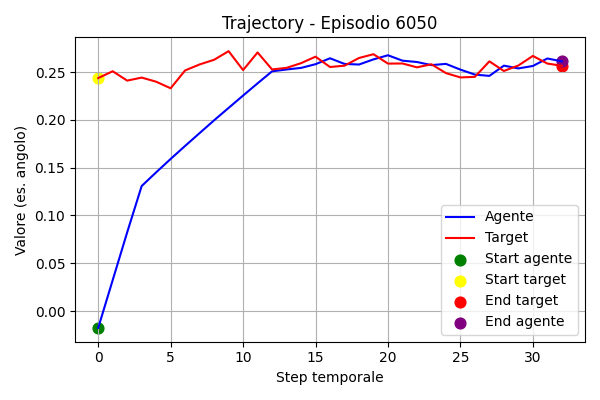 Trajectory - Episodio 6050
Valore (es. angolo)
0.25
0.20
0.15
0.10
0.05
0.00
0
5
10
15
20
25
30
Step temporale
Agente
Target
Start agente
Start target
End target
End agente